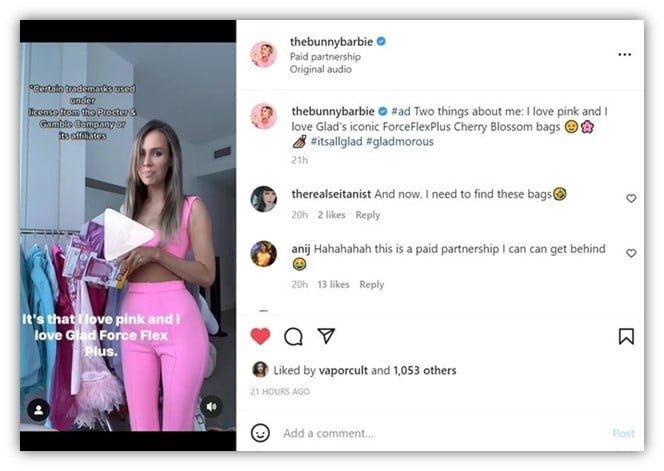 *Certain trademarks used
under
license from the Procter &
Gamble Company or
its affiliates
It's that I love pink and I
love Glad Force Flex
Plus.
thebunnybarbie
Paid partnership
Original audio
thebunnybarbie #ad Two things about me: I love pink and I
love Glad's iconic ForceFlexPlus Cherry Blossom bags 😉🌸
💅 #itsallglad #gladmorous
21h
therealseitanist And now. I need to find these bags🤣
20h 2 likes Reply
anij Hahahahah this is a paid partnership I can can get behind
😂
20h 13 likes Reply
Liked by vaporcult and 1,053 others
21 HOURS AGO
Add a comment... Post